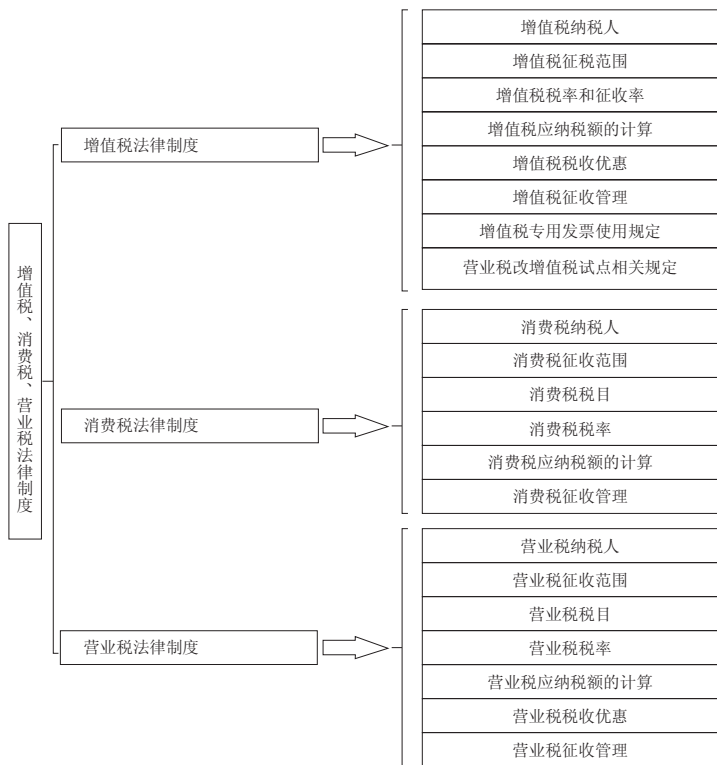 增值税、消费税、营业税法律制度
增值税法律制度
增值税纳税人
增值税征税范围
增值税税率和征收率
增值税应纳税额的计算
增值税税收优惠
增值税征收管理
增值税专用发票使用规定
营业税改增值税试点相关规定
消费税法律制度
消费税纳税人
消费税征收范围
消费税税目
消费税税率
消费税应纳税额的计算
消费税征收管理
营业税法律制度
营业税纳税人
营业税征收范围
营业税税目
营业税税率
营业税应纳税额的计算
营业税税收优惠
营业税征收管理